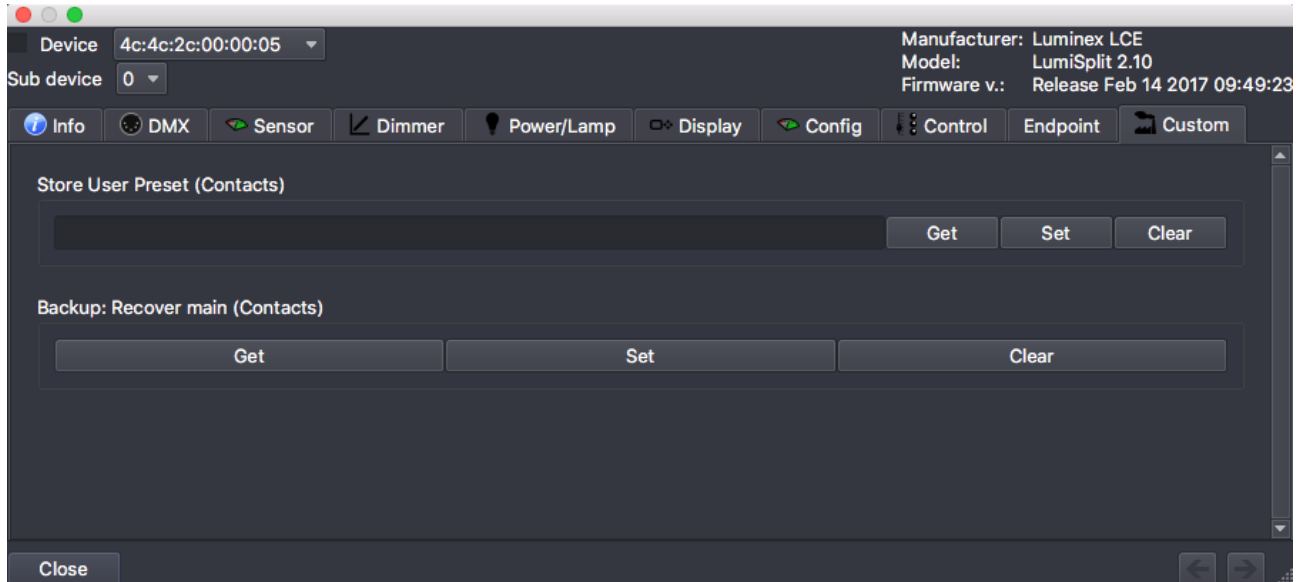 Device 4c:4c:2c:00:00:05
Sub device 0
Manufacturer: Luminex LCE
Model: LumiSplit 2.10
Firmware v.: Release Feb 14 2017 09:49:23
Info DMX Sensor Dimmer Power/Lamp Display Config Control Endpoint Custom
Store User Preset (Contacts)
Get Set Clear
Backup: Recover main (Contacts)
Get Set Clear
Close